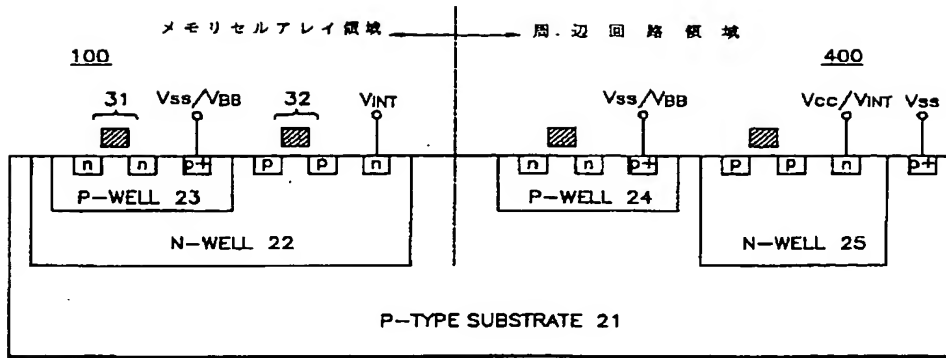 メモリセルアレイ領域 周.辺回路領域
100 400
31 VSS/VBB 32 VINT VSS/VBB VCC/VINT VSS
n n p+ p p n n n p+ p p n p+
P-WELL 23 P-WELL 24
N-WELL 22 N-WELL 25
P-TYPE SUBSTRATE 21